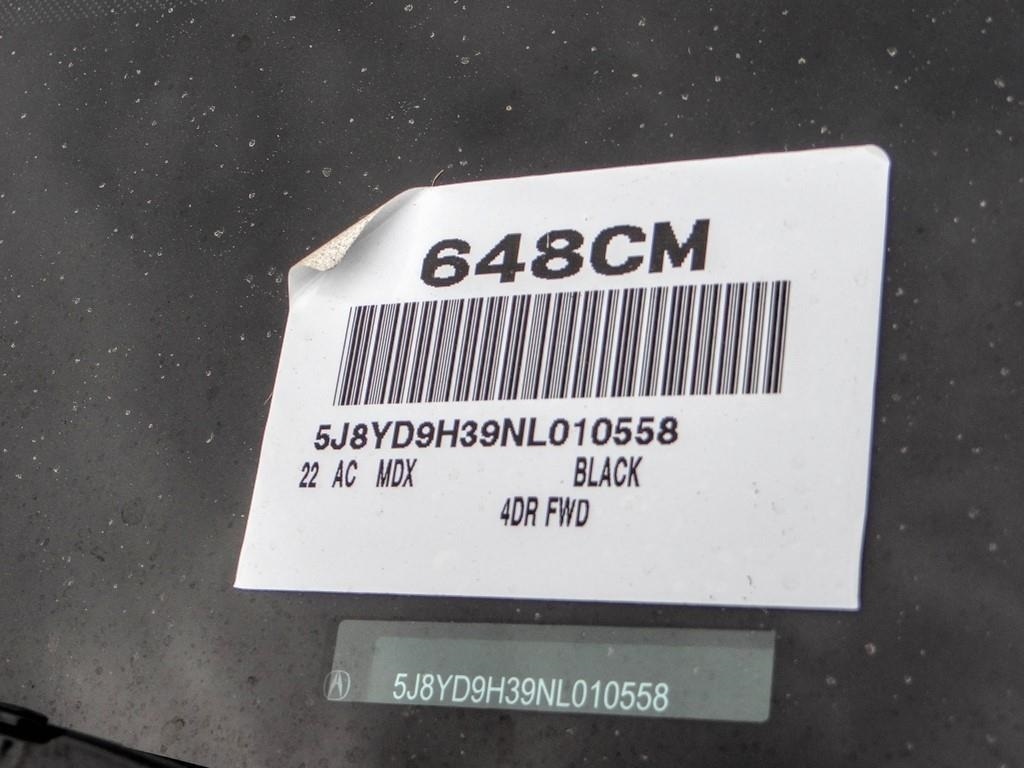 648CM
5J8YD9H39NL010558
22 AC MDX BLACK
4DR FWD
5J8YD9H39NL010558